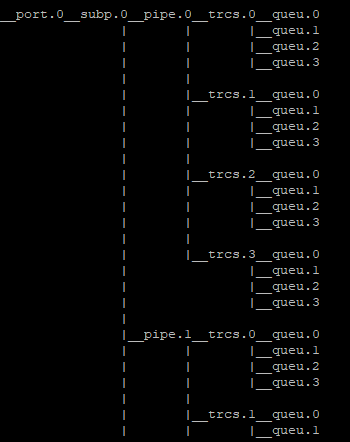 __port.0__subp.0__pipe.0__trcs.0__queu.0
               |       |       |__queu.1
               |       |       |__queu.2
               |       |       |__queu.3
               |       |
               |       |__trcs.1__queu.0
               |       |       |__queu.1
               |       |       |__queu.2
               |       |       |__queu.3
               |       |
               |       |__trcs.2__queu.0
               |       |       |__queu.1
               |       |       |__queu.2
               |       |       |__queu.3
               |       |
               |       |__trcs.3__queu.0
               |               |__queu.1
               |               |__queu.2
               |               |__queu.3
               |
               |__pipe.1__trcs.0__queu.0
               |       |       |__queu.1
               |       |       |__queu.2
               |       |       |__queu.3
               |       |
               |       |__trcs.1__queu.0
               |       |       |__queu.1